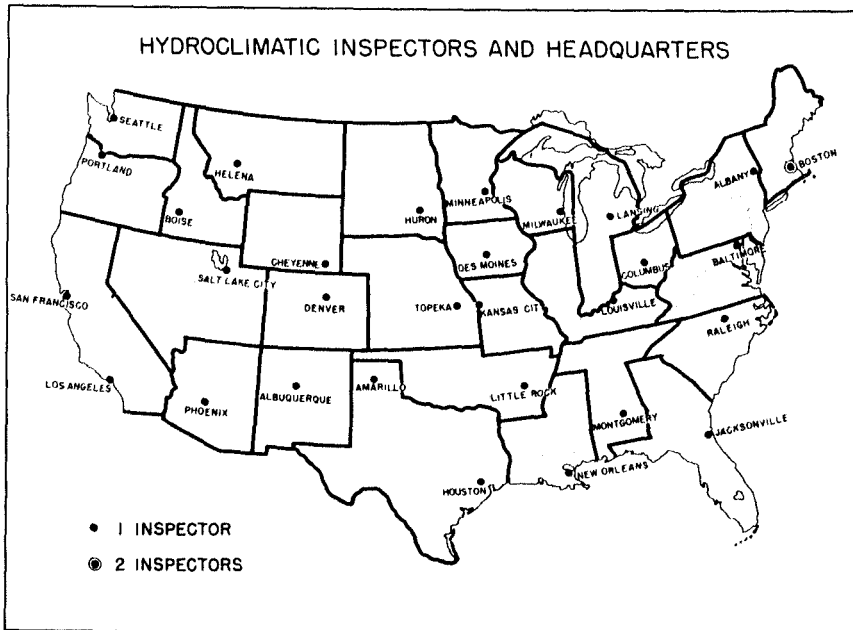 HYDROCLIMATIC INSPECTORS AND HEADQUARTERS
SEATTLE
PORTLAND
HELENA
BOISE
MINNEAPOLIS
HURON
MILWAUKEE
LANSING
ALBANY
BOSTON
CHEYENNE
DES MOINES
COLUMBUS
BALTIMORE
SALT LAKE CITY
SAN FRANCISCO
DENVER
TOPEKA
KANSAS CITY
LOUISVILLE
RALEIGH
LOS ANGELES
PHOENIX
ALBUQUERQUE
AMARILLO
LITTLE ROCK
MONTGOMERY
JACKSONVILLE
HOUSTON
NEW ORLEANS
1 INSPECTOR
2 INSPECTORS